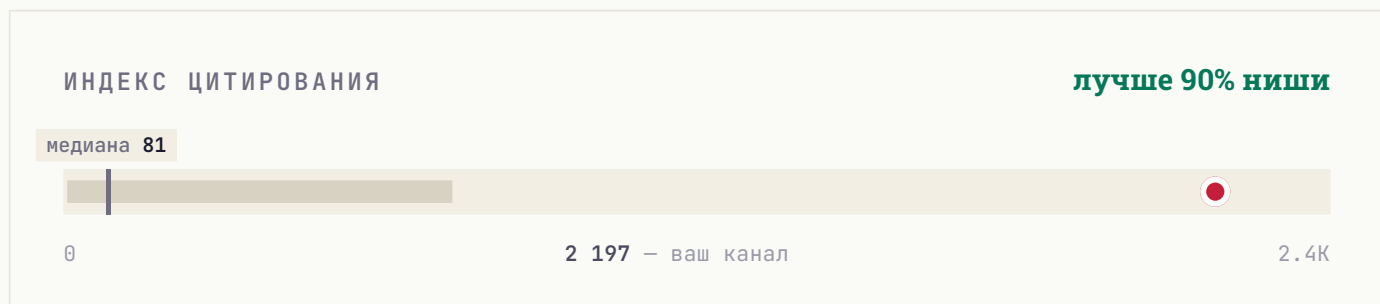 ИНДЕКС ЦИТИРОВАНИЯ
лучше 90% ниши
медиана 81
0
2 197 — ваш канал
2.4K